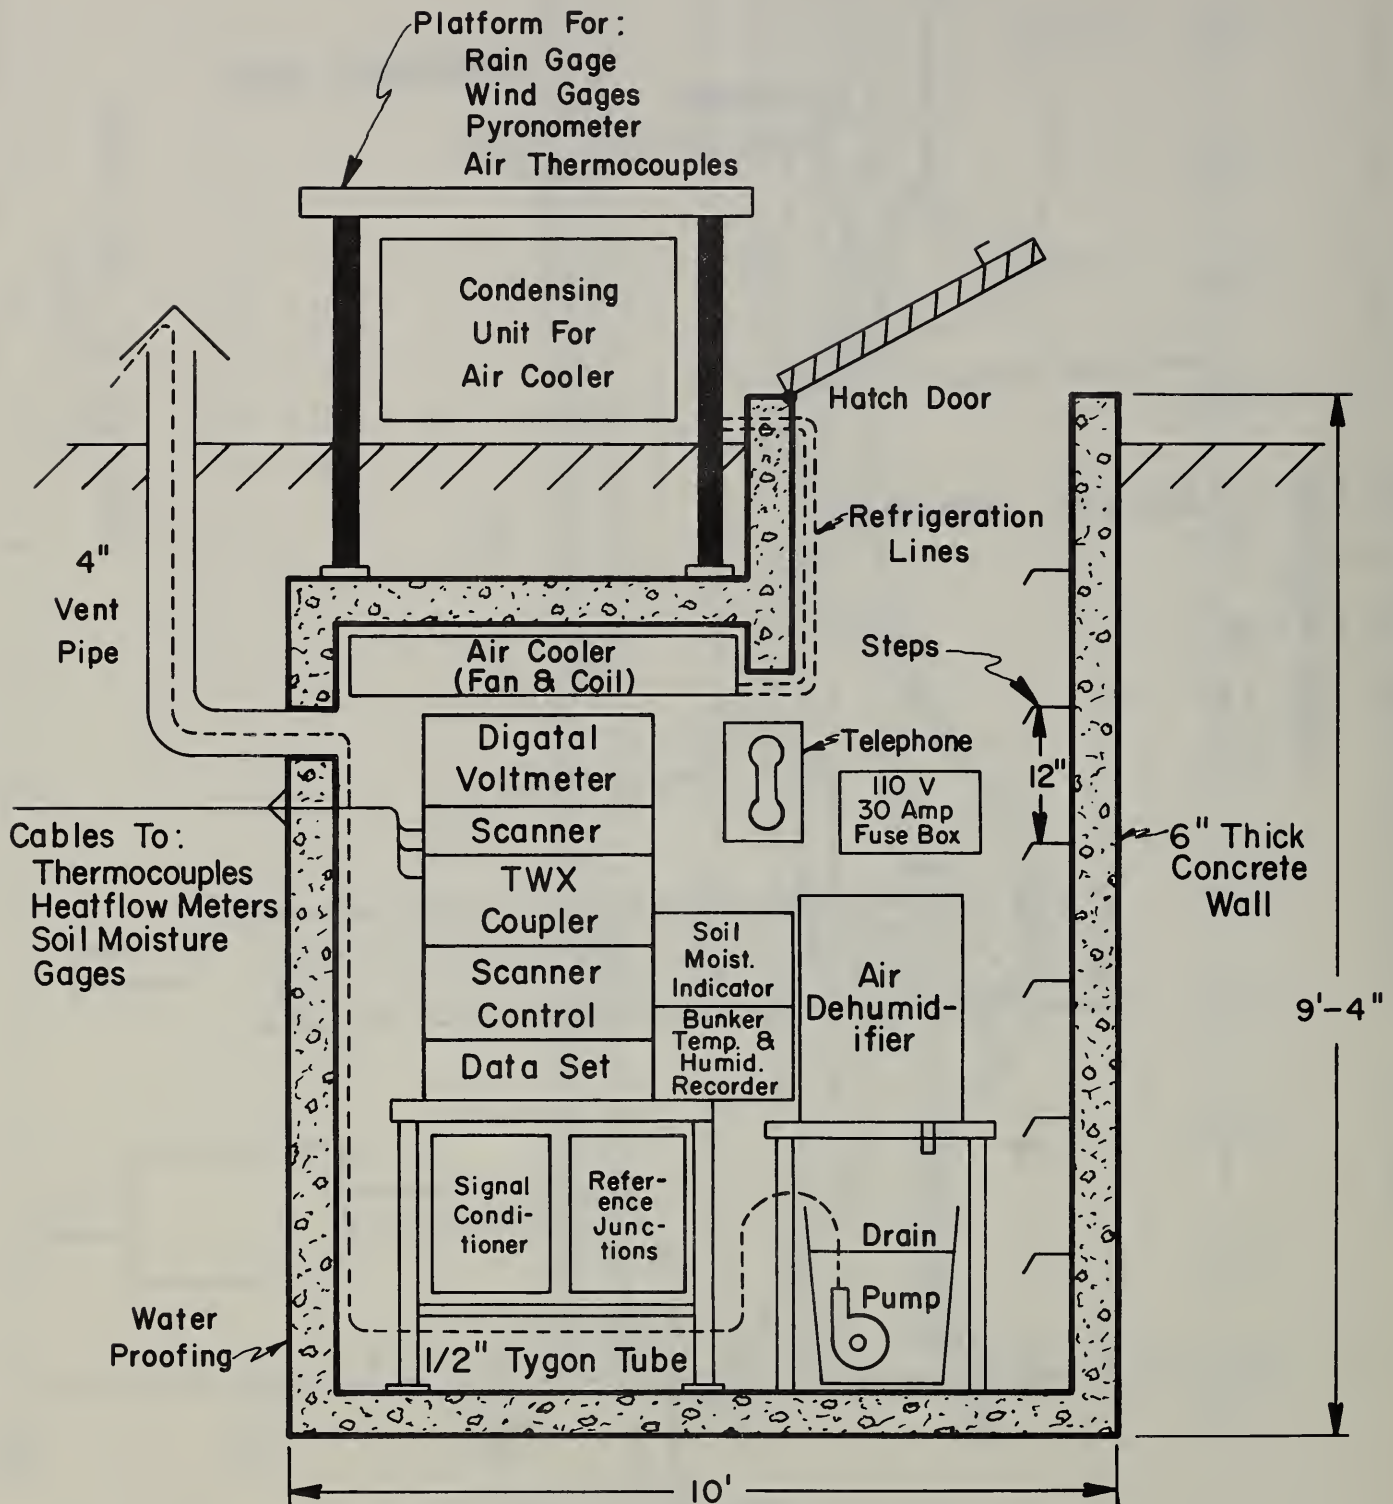 Platform For:
Rain Gage
Wind Gages
Pyronometer
Air Thermocouples
Condensing
Unit For
Air Cooler
Hatch Door
Refrigeration
Lines
4"
Vent
Pipe
Air Cooler
(Fan & Coil)
Steps
Digatal
Voltmeter
Telephone
12"
110 V
30 Amp
Fuse Box
Scanner
Cables To:
Thermocouples
Heatflow Meters
Soil Moisture
Gages
6" Thick
Concrete
Wall
TWX
Coupler
Soil
Moist.
Indicator
Scanner
Control
Air
Dehumid-
ifier
9'-4"
Bunker
Temp. &
Humid.
Recorder
Data Set
Signal
Condi-
tioner
Refer-
ence
Junc-
tions
Drain
Pump
Water
Proofing
1/2" Tygon Tube
10'